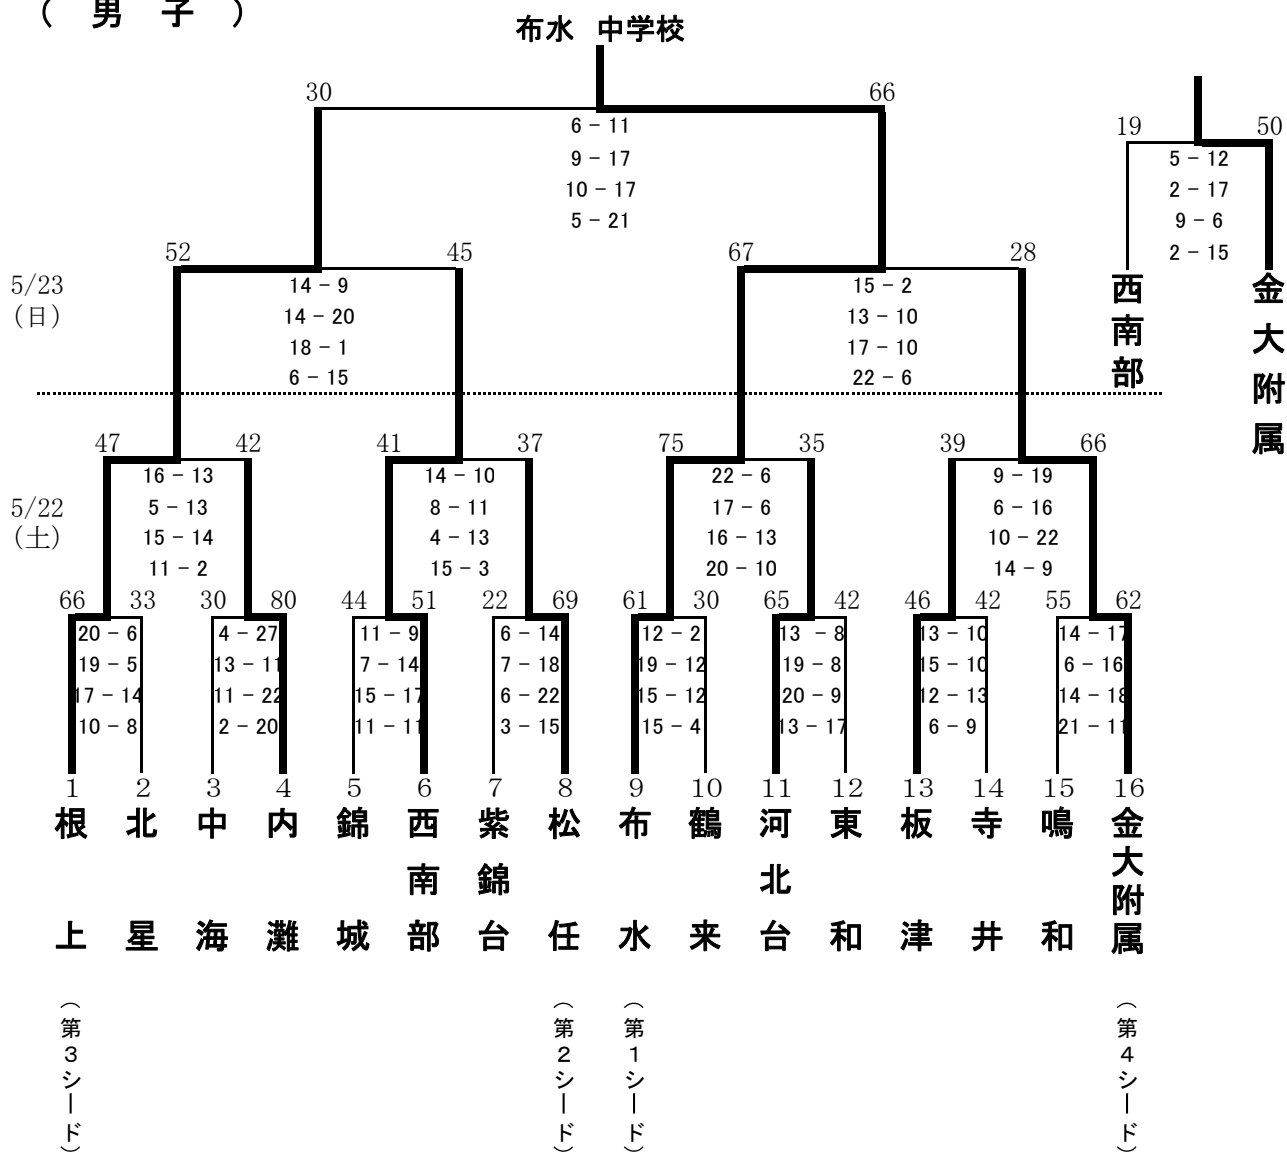 （ 男 子 ）
布水 中学校
30 66
6 − 11
9 − 17
10 − 17
5 − 21
19 50
5 − 12
2 − 17
9 − 6
2 − 15
西南部
金大附属
5/23
（日）
52 45
14 − 9
14 − 20
18 − 1
6 − 15
67 28
15 − 2
13 − 10
17 − 10
22 − 6
5/22
（土）
47 42
16 − 13
5 − 13
15 − 14
11 − 2
41 37
14 − 10
8 − 11
4 − 13
15 − 3
75 35
22 − 6
17 − 6
16 − 13
20 − 10
39 66
9 − 19
6 − 16
10 − 22
14 − 9
66 33
20 − 6
19 − 5
17 − 14
10 − 8
30 80
4 − 27
13 − 11
11 − 22
2 − 20
44 51
11 − 9
7 − 14
15 − 17
11 − 11
22 69
6 − 14
7 − 18
6 − 22
3 − 15
61 30
12 − 2
19 − 12
15 − 12
15 − 4
65 42
13 − 8
19 − 8
20 − 9
13 − 17
46 42
13 − 10
15 − 10
12 − 13
6 − 9
55 62
14 − 17
6 − 16
14 − 18
21 − 11
1 2 3 4 5 6 7 8 9 10 11 12 13 14 15 16
根上
北星
中海
内灘
錦城
西南部
紫錦台
松任
布水
鶴来
河北台
東和
板津
寺井
鳴和
金大附属
（第３シード）
（第２シード）
（第１シード）
（第４シード）